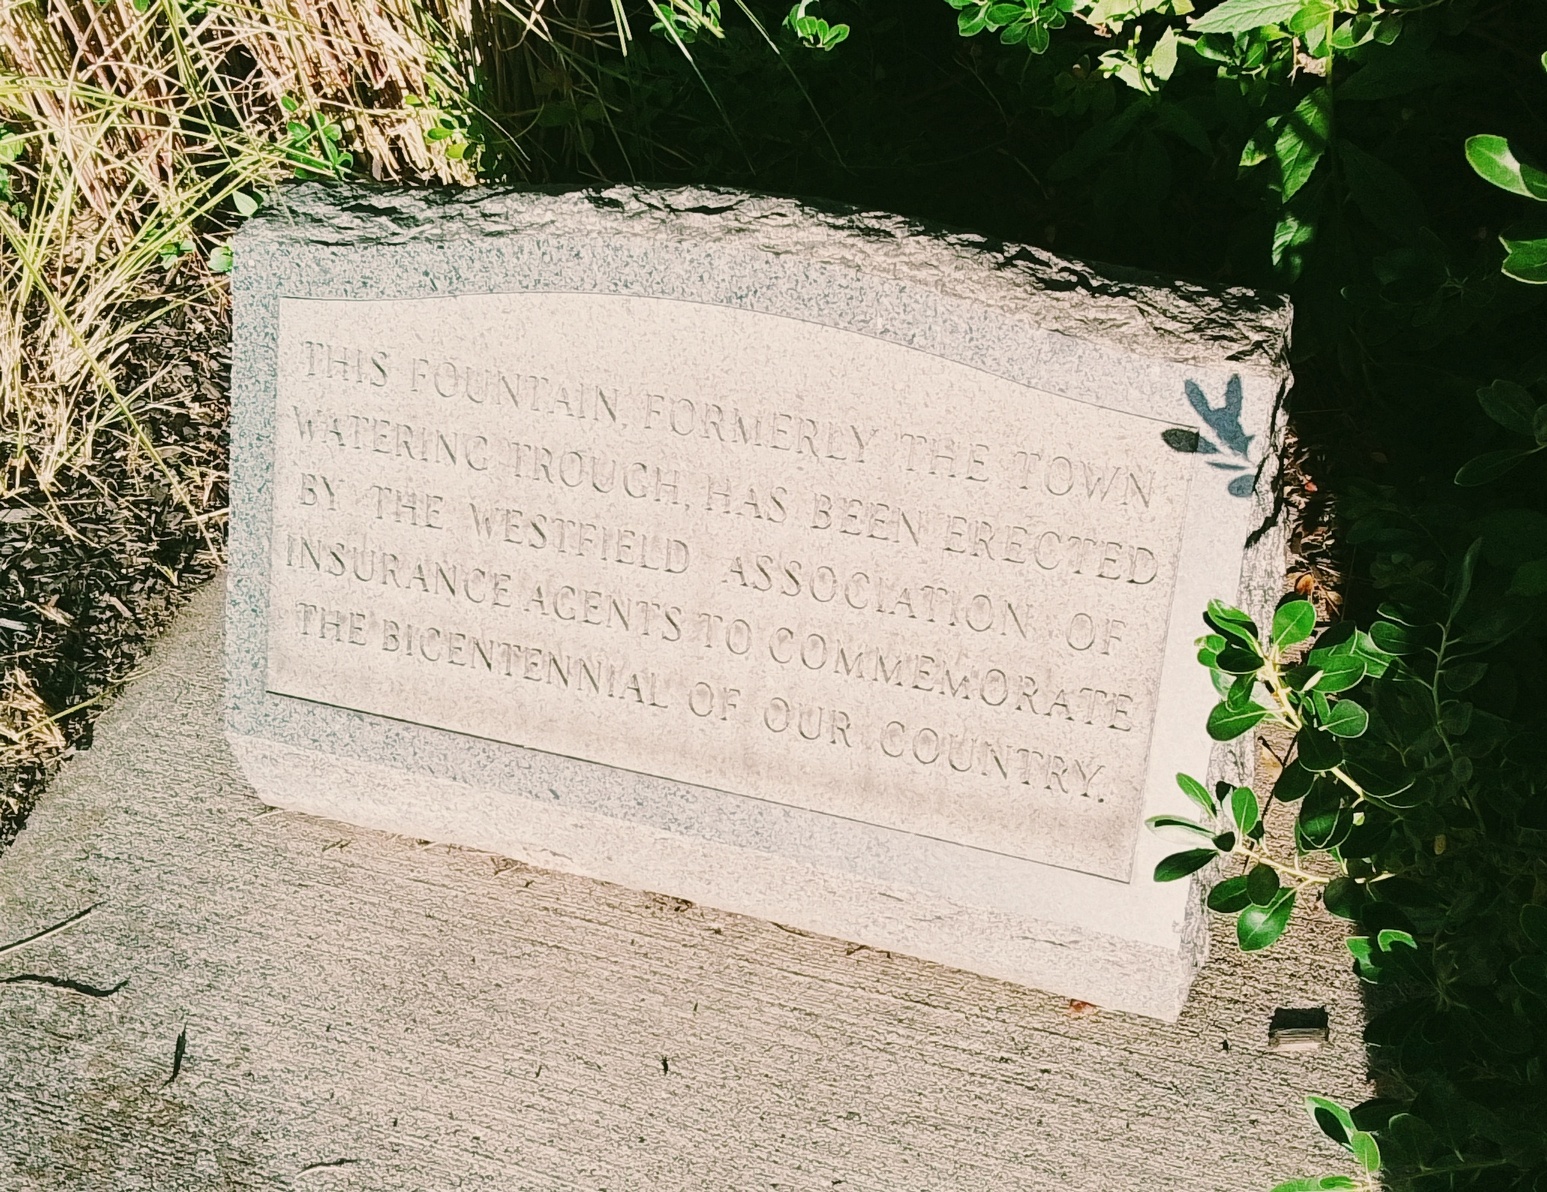 THIS FOUNTAIN, FORMERLY THE TOWN
WATERING TROUGH, HAS BEEN ERECTED
BY THE WESTFIELD ASSOCIATION OF
INSURANCE AGENTS TO COMMEMORATE
THE BICENTENNIAL OF OUR COUNTRY.